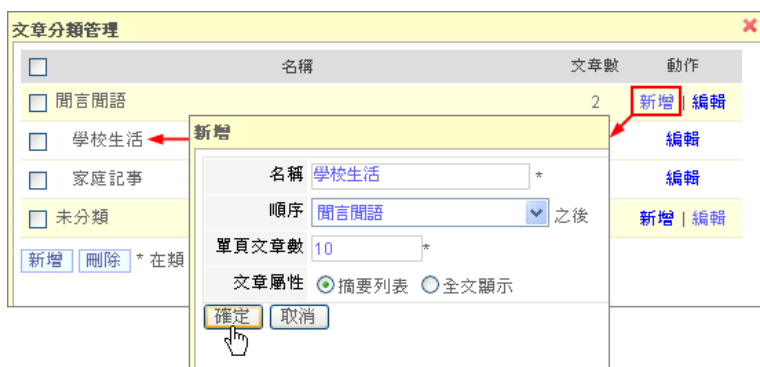 文章分類管理
名稱 文章數 動作
閒言閒語 2 新增 | 編輯
學校生活 編輯
家庭記事 編輯
未分類 新增 | 編輯
新增 刪除 * 在類
新增
名稱 學校生活 *
順序 閒言閒語 之後
單頁文章數 10 *
文章屬性 摘要列表 全文顯示
確定 取消